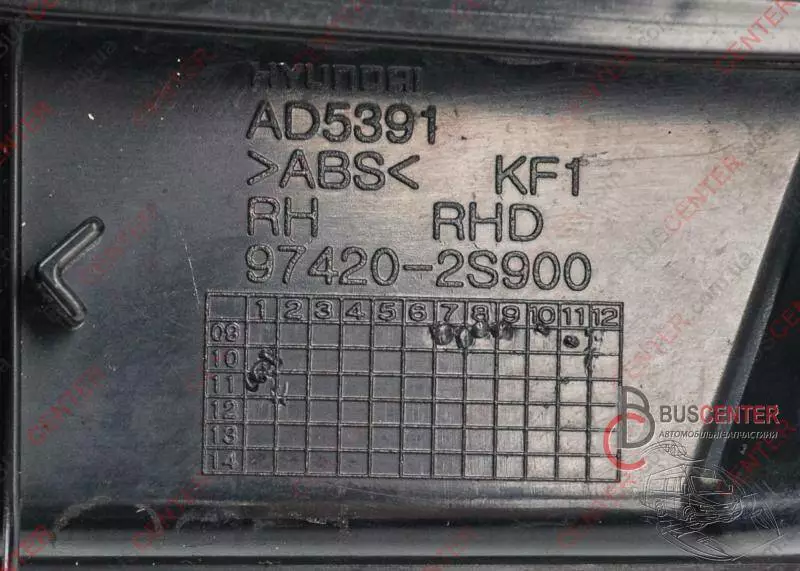 HYUNDAI
AD5391
>ABS< KF1
RH RHD
97420-2S900
1 2 3 4 5 6 7 8 9 10 11 12
09
10
11
12
13
14
BUSCENTER
АВТОМОБІЛЬНІ ЗАПЧАСТИНИ